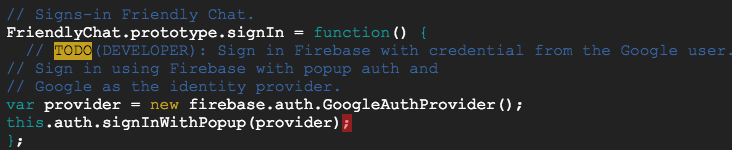 // Signs-in Friendly Chat.
FriendlyChat.prototype.signIn = function() {
// TODO(DEVELOPER): Sign in Firebase with credential from the Google user.
// Sign in using Firebase with popup auth and
// Google as the identity provider.
var provider = new firebase.auth.GoogleAuthProvider();
this.auth.signInWithPopup(provider);
};